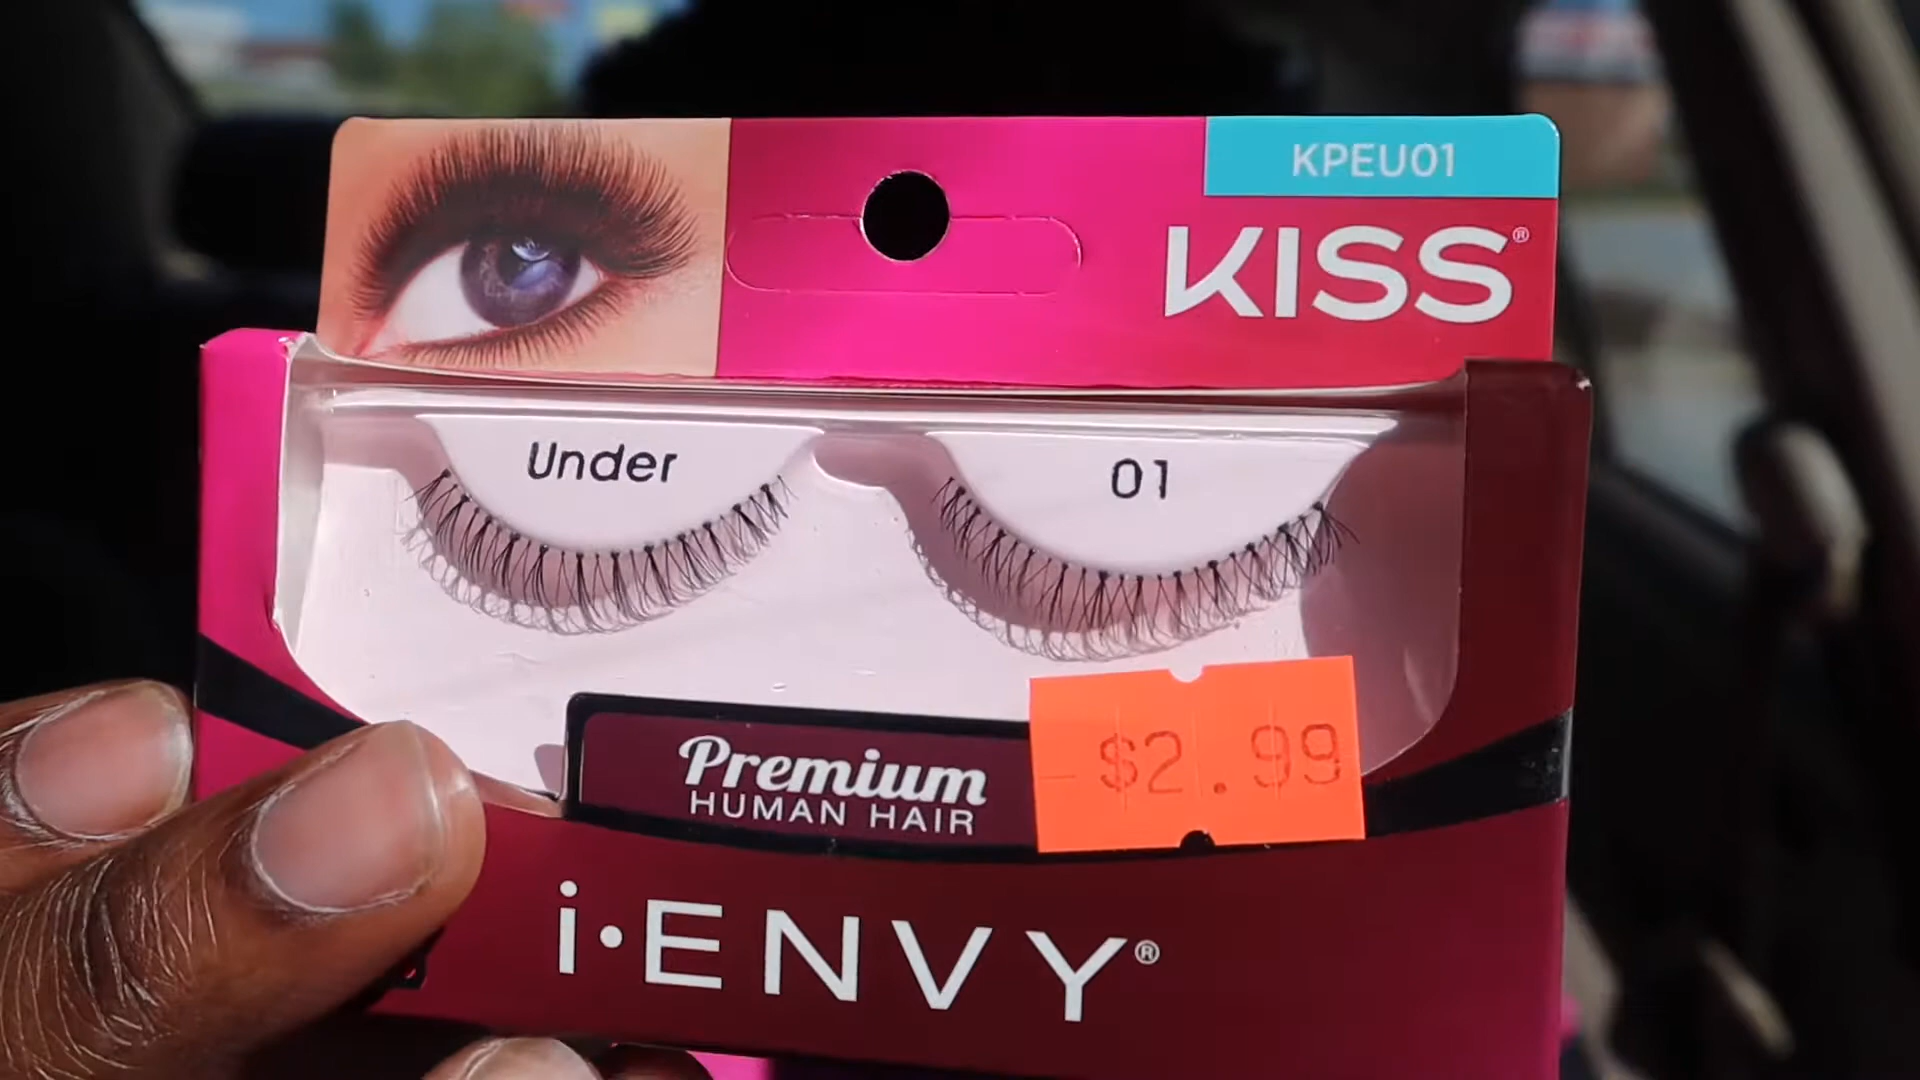 KPEU01
KISS®
Under
01
Premium
HUMAN HAIR
$2.99
i·ENVY®